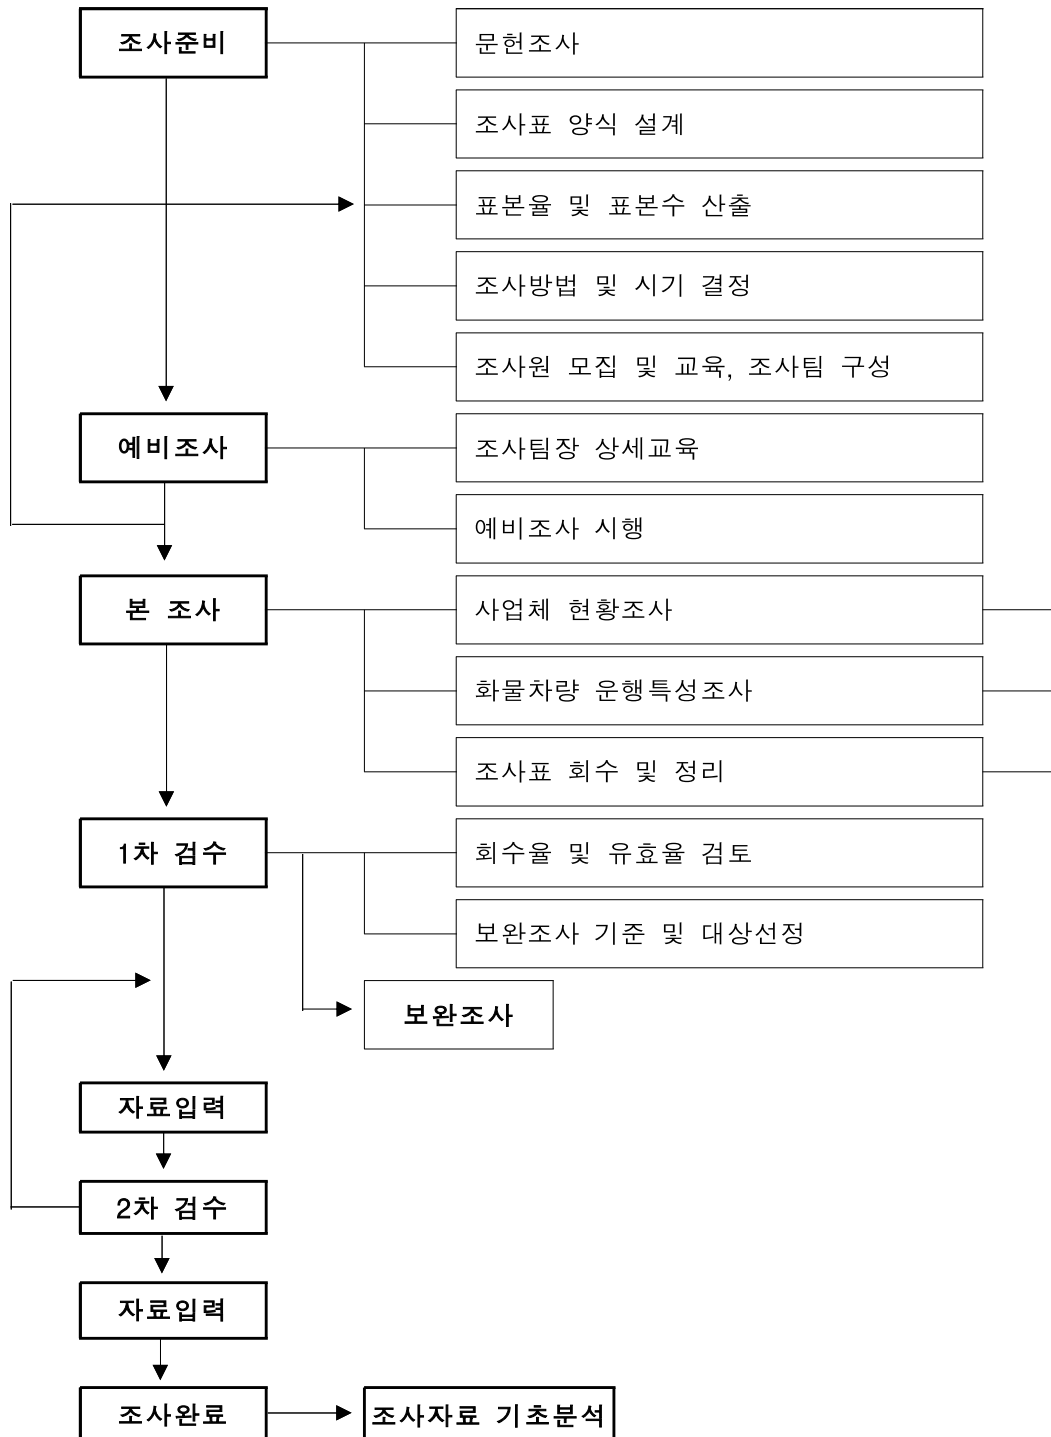 조사준비
문헌조사
조사표 양식 설계
표본율 및 표본수 산출
조사방법 및 시기 결정
조사원 모집 및 교육, 조사팀 구성
예비조사
조사팀장 상세교육
예비조사 시행
본 조사
사업체 현황조사
화물차량 운행특성조사
조사표 회수 및 정리
1차 검수
회수율 및 유효율 검토
보완조사 기준 및 대상선정
보완조사
자료입력
2차 검수
자료입력
조사완료
조사자료 기초분석